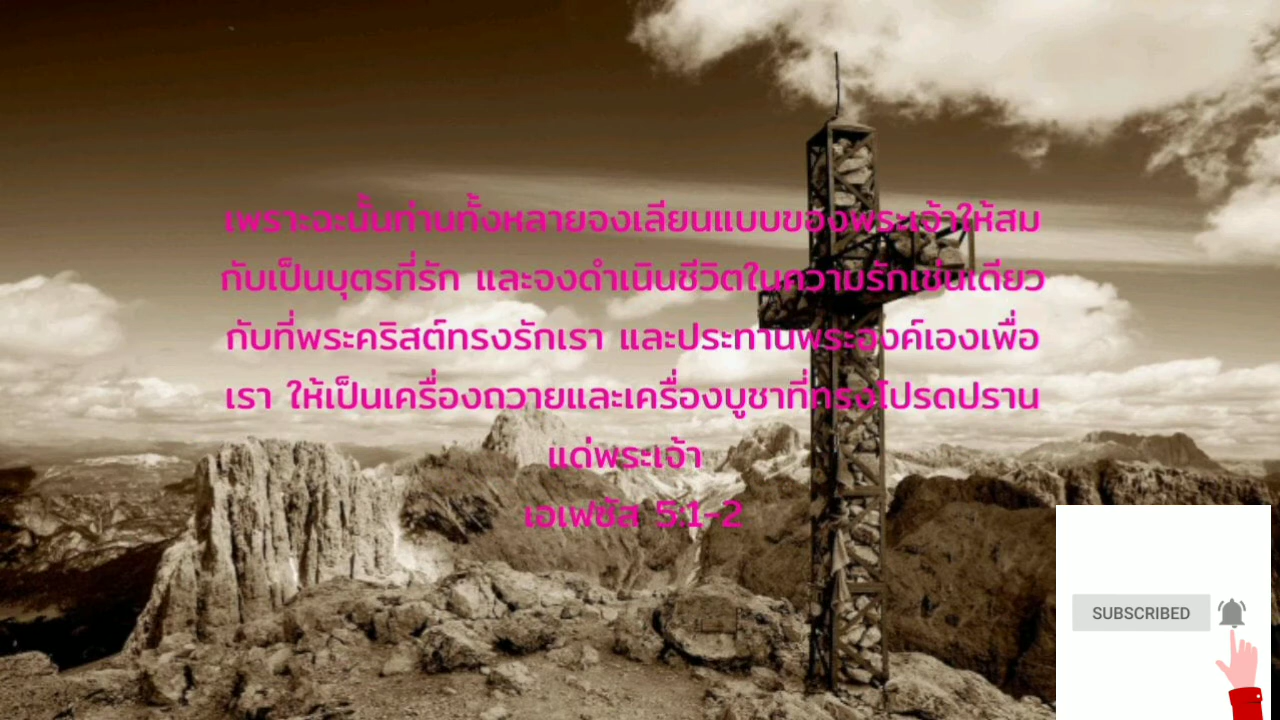 เพราะฉะนั้นท่านทั้งหลายจงเลียนแบบของพระเจ้าให้สม
กับเป็นบุตรที่รัก และจงดำเนินชีวิตในความรักเช่นเดียว
กับที่พระคริสต์ทรงรักเรา และประทานพระองค์เองเพื่อ
เรา ให้เป็นเครื่องถวายและเครื่องบูชาที่ทรงโปรดปราน
แด่พระเจ้า
เอเฟซัส 5:1-2
SUBSCRIBED